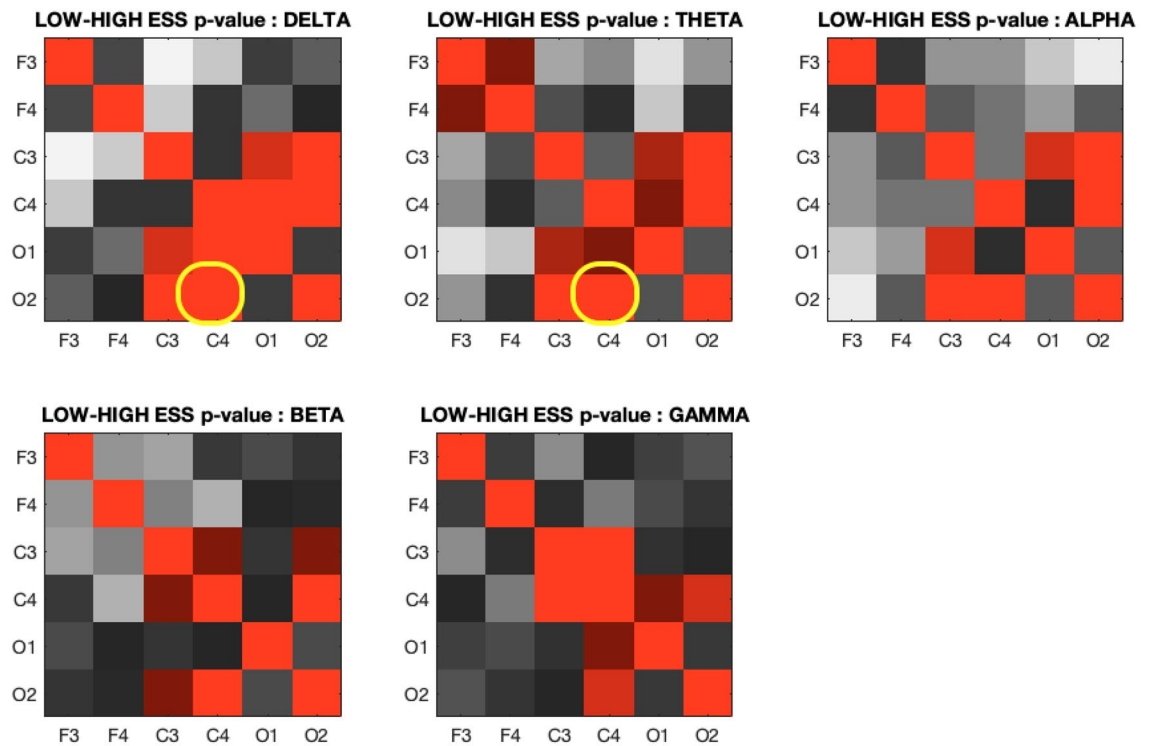 LOW-HIGH ESS p-value : DELTA
F3
F4
C3
C4
O1
O2
F3 F4 C3 C4 O1 O2
LOW-HIGH ESS p-value : THETA
F3
F4
C3
C4
O1
O2
F3 F4 C3 C4 O1 O2
LOW-HIGH ESS p-value : ALPHA
F3
F4
C3
C4
O1
O2
F3 F4 C3 C4 O1 O2
LOW-HIGH ESS p-value : BETA
F3
F4
C3
C4
O1
O2
F3 F4 C3 C4 O1 O2
LOW-HIGH ESS p-value : GAMMA
F3
F4
C3
C4
O1
O2
F3 F4 C3 C4 O1 O2